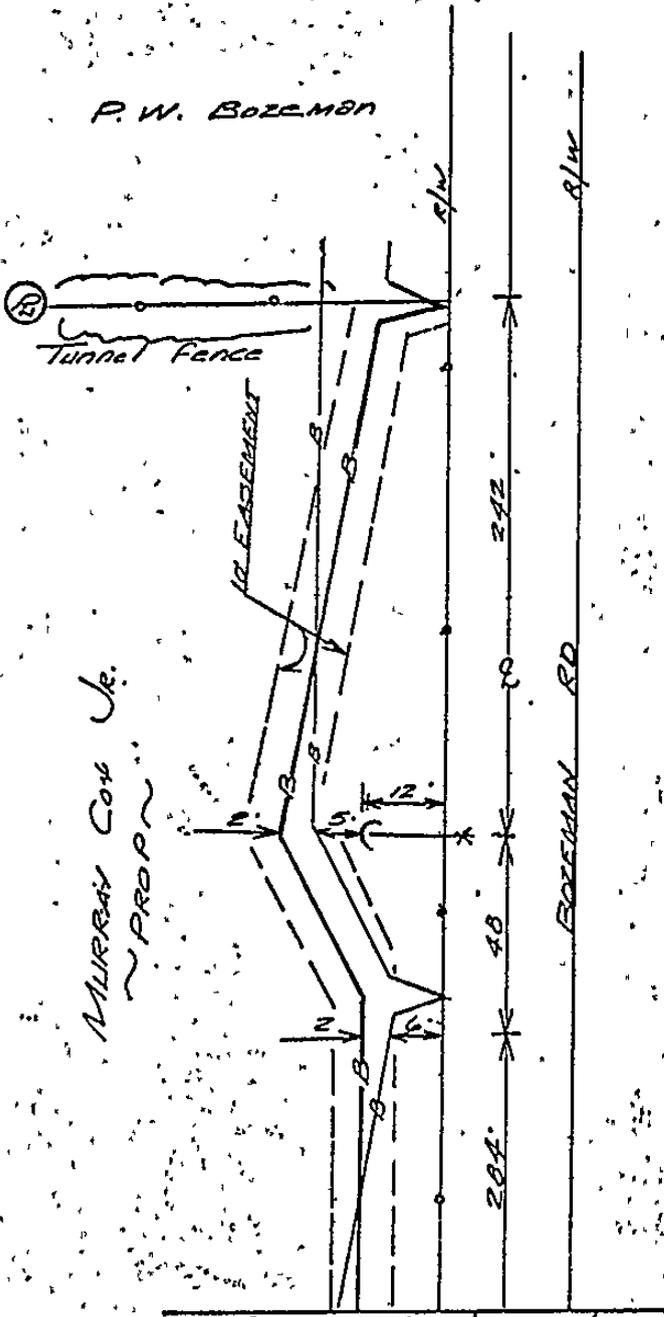 P.W. Bozeman
R/W
R/W
Tunnel Fence
10' EASEMENT
B
B
242'
MURRAY COX JR.
~ PROP ~
B
B
12'
2'
5'
BOZEMAN RD
48'
2'
6'
B
B
284'